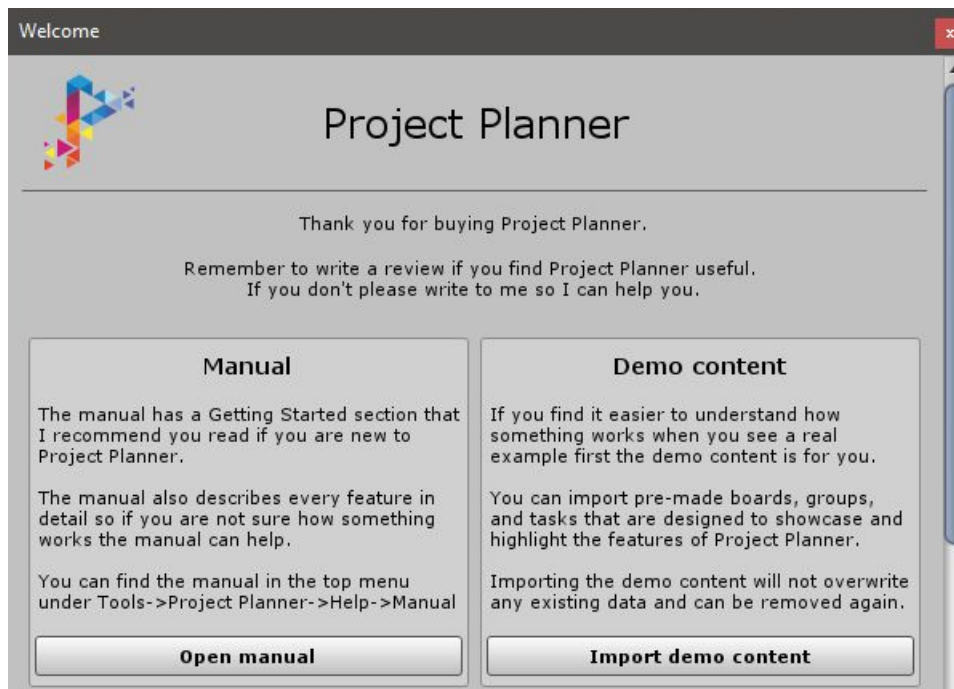 Welcome
x
Project Planner
Thank you for buying Project Planner.
Remember to write a review if you find Project Planner useful.
If you don't please write to me so I can help you.
Manual
The manual has a Getting Started section that
I recommend you read if you are new to
Project Planner.
The manual also describes every feature in
detail so if you are not sure how something
works the manual can help.
You can find the manual in the top menu
under Tools->Project Planner->Help->Manual
Open manual
Demo content
If you find it easier to understand how
something works when you see a real
example first the demo content is for you.
You can import pre-made boards, groups,
and tasks that are designed to showcase and
highlight the features of Project Planner.
Importing the demo content will not overwrite
any existing data and can be removed again.
Import demo content